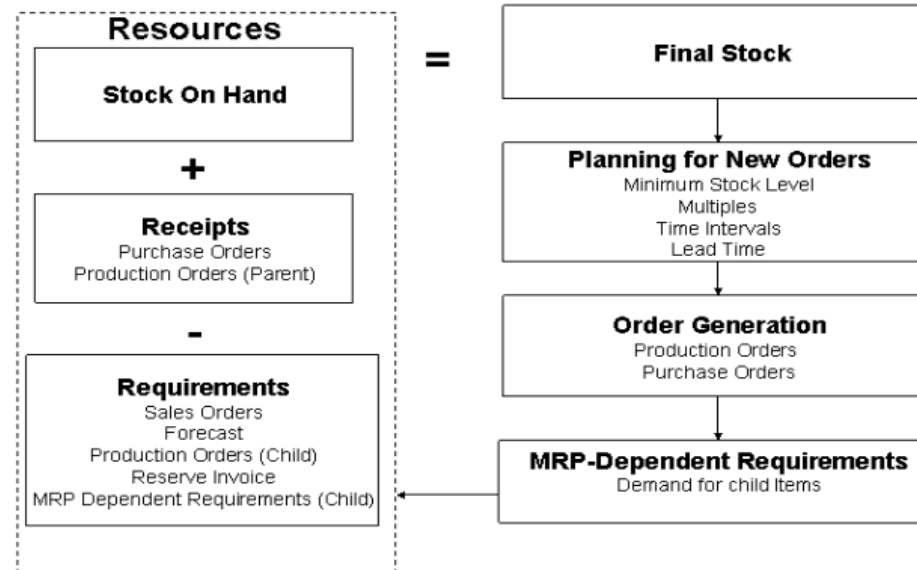 Resources
Stock On Hand
+
Receipts
Purchase Orders
Production Orders (Parent)
-
Requirements
Sales Orders
Forecast
Production Orders (Child)
Reserve Invoice
MRP Dependent Requirements (Child)
=
Final Stock
Planning for New Orders
Minimum Stock Level
Multiples
Time Intervals
Lead Time
Order Generation
Production Orders
Purchase Orders
MRP-Dependent Requirements
Demand for child Items